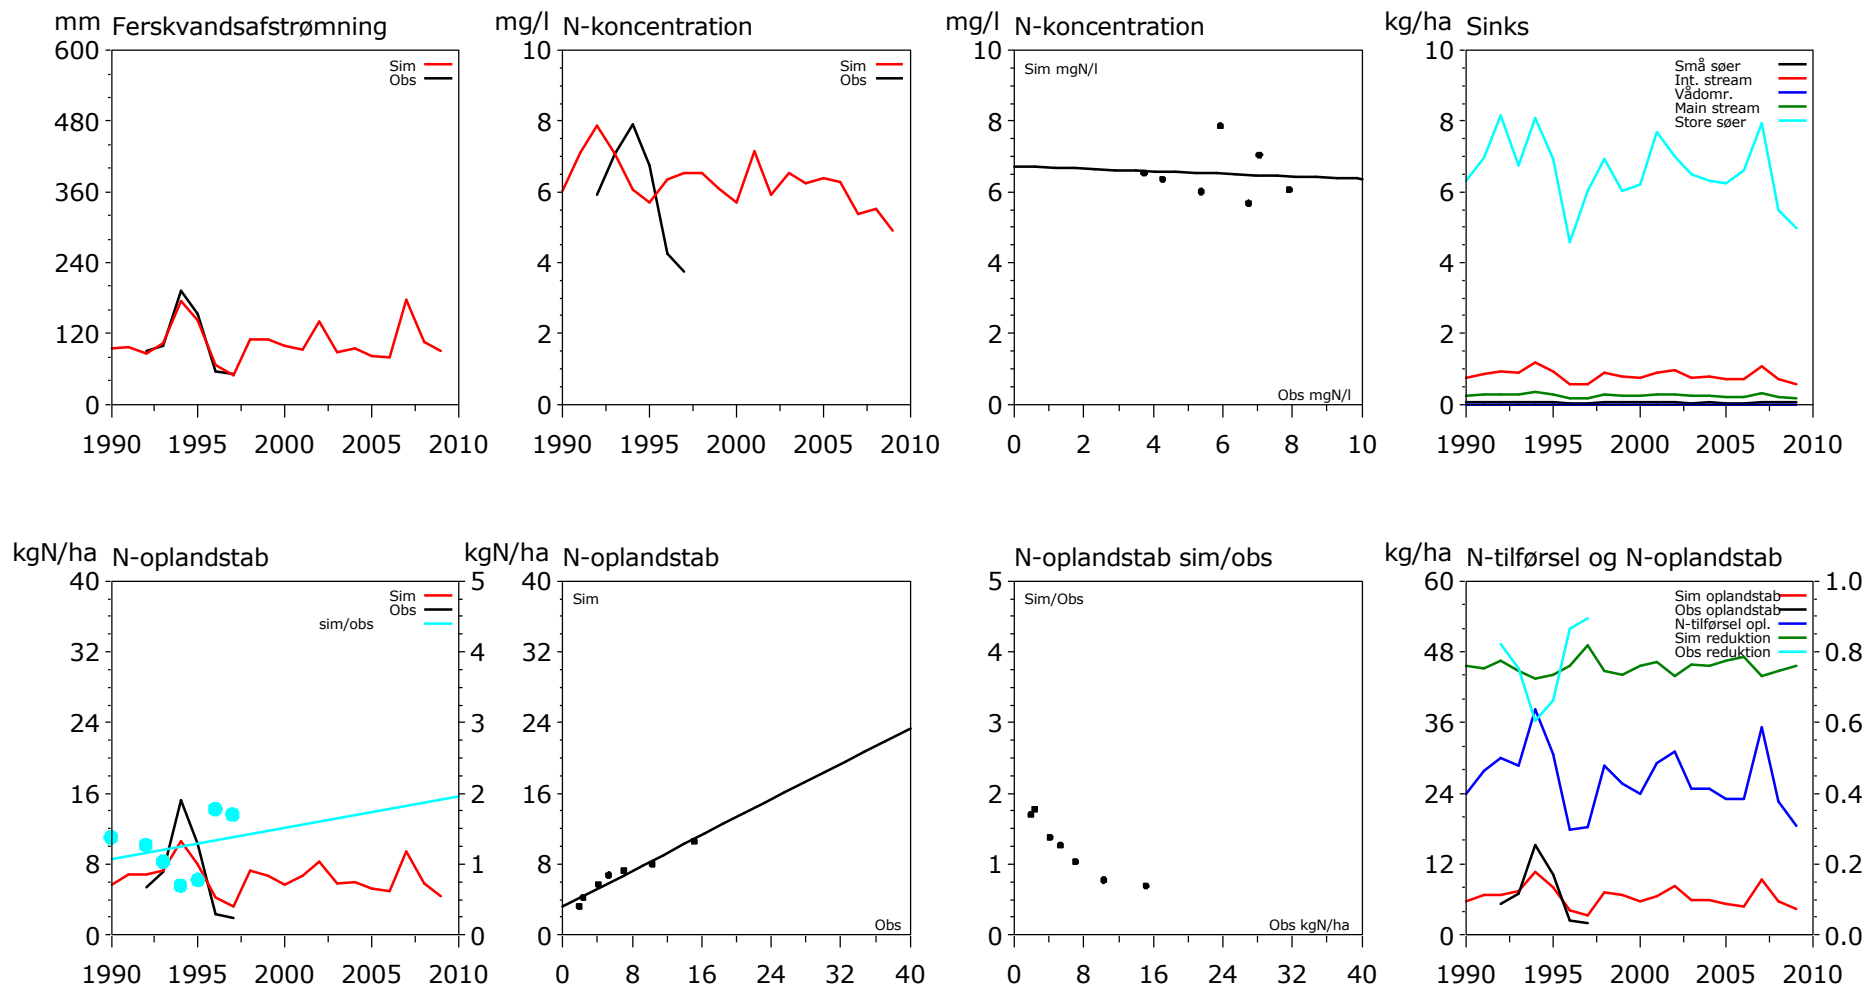 mm Ferskvandsafstrømning
600
480
360
240
120
0
1990 1995 2000 2005 2010
Sim
Obs
mg/l N-koncentration
10
8
6
4
2
0
1990 1995 2000 2005 2010
Sim
Obs
mg/l N-koncentration
10
8
6
4
2
0
0 2 4 6 8 10
Sim mgN/l
Obs mgN/l
kg/ha Sinks
10
8
6
4
2
0
1990 1995 2000 2005 2010
Små søer
Int. stream
Vådomr.
Main stream
Store søer
kgN/ha N-oplandstab
40
32
24
16
8
0
5
4
3
2
1
0
1990 1995 2000 2005 2010
Sim
Obs
sim/obs
kgN/ha N-oplandstab
40
32
24
16
8
0
0 8 16 24 32 40
Sim
Obs
N-oplandstab sim/obs
5
4
3
2
1
0
0 8 16 24 32 40
Sim/Obs
Obs kgN/ha
kg/ha N-tilførsel og N-oplandstab
60
48
36
24
12
0
1.0
0.8
0.6
0.4
0.2
0.0
1990 1995 2000 2005 2010
Sim oplandstab
Obs oplandstab
N-tilførsel opl.
Sim reduktion
Obs reduktion